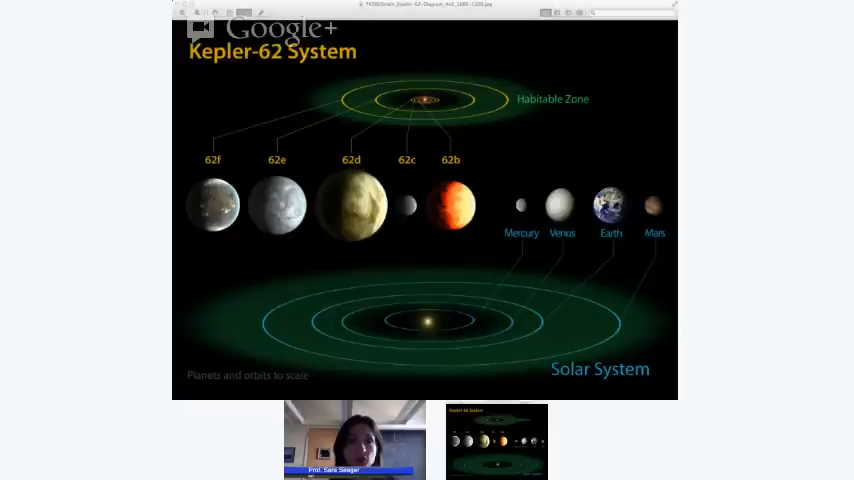 Google+
Kepler-62 System
Habitable Zone
62f 62e 62d 62c 62b
Mercury Venus Earth Mars
Solar System
Planets and orbits to scale
Prof. Sara Seager